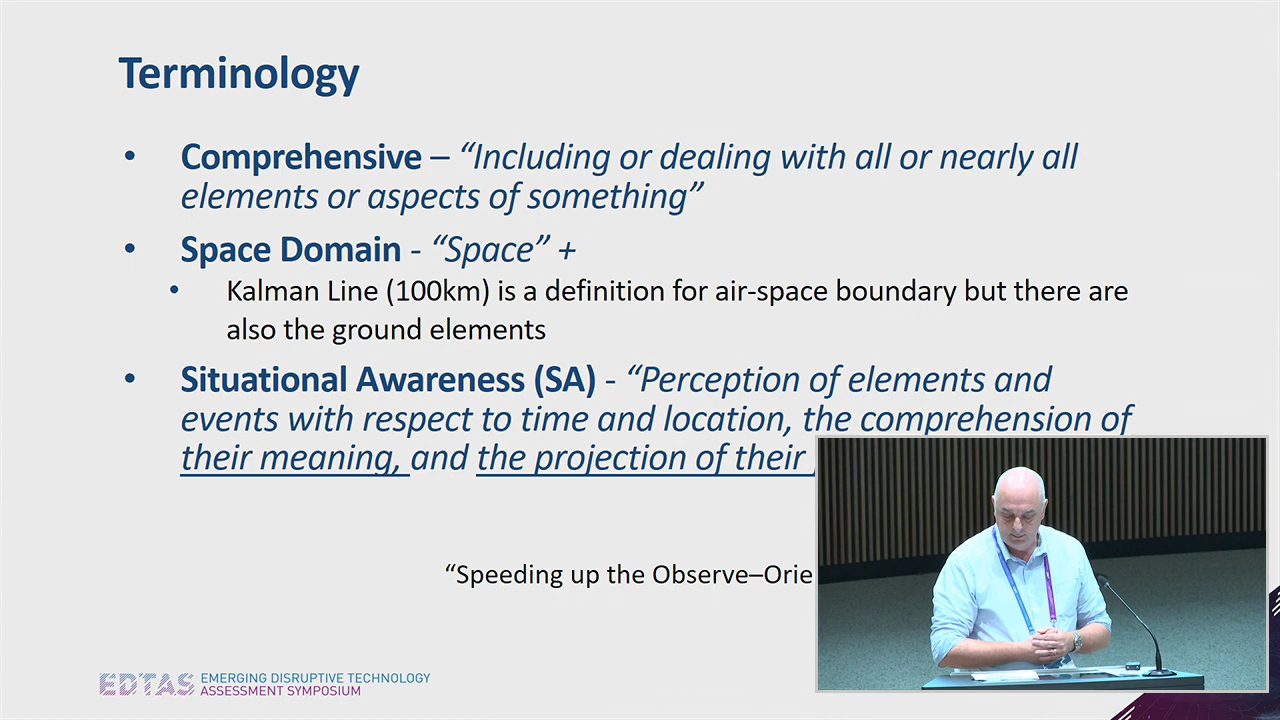 Terminology
• Comprehensive – “Including or dealing with all or nearly all
elements or aspects of something”
• Space Domain - “Space” +
• Kalman Line (100km) is a definition for air-space boundary but there are
also the ground elements
• Situational Awareness (SA) - “Perception of elements and
events with respect to time and location, the comprehension of
their meaning, and the projection of their
“Speeding up the Observe–Orie
EDTAS EMERGING DISRUPTIVE TECHNOLOGY
ASSESSMENT SYMPOSIUM